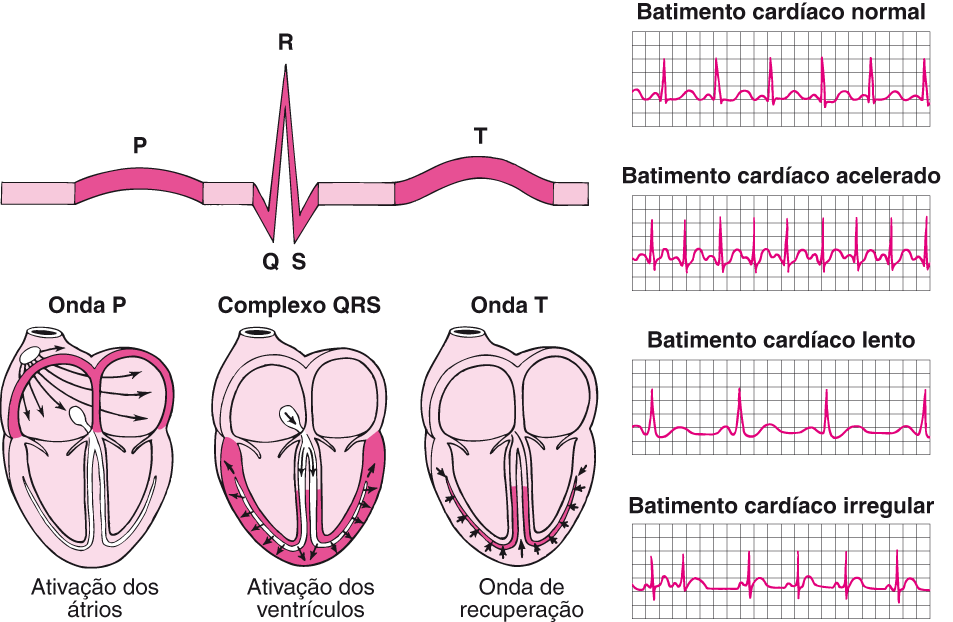 R
P
T
Q S
Onda P
Complexo QRS
Onda T
Ativação dos
átrios
Ativação dos
ventrículos
Onda de
recuperação
Batimento cardíaco normal
Batimento cardíaco acelerado
Batimento cardíaco lento
Batimento cardíaco irregular